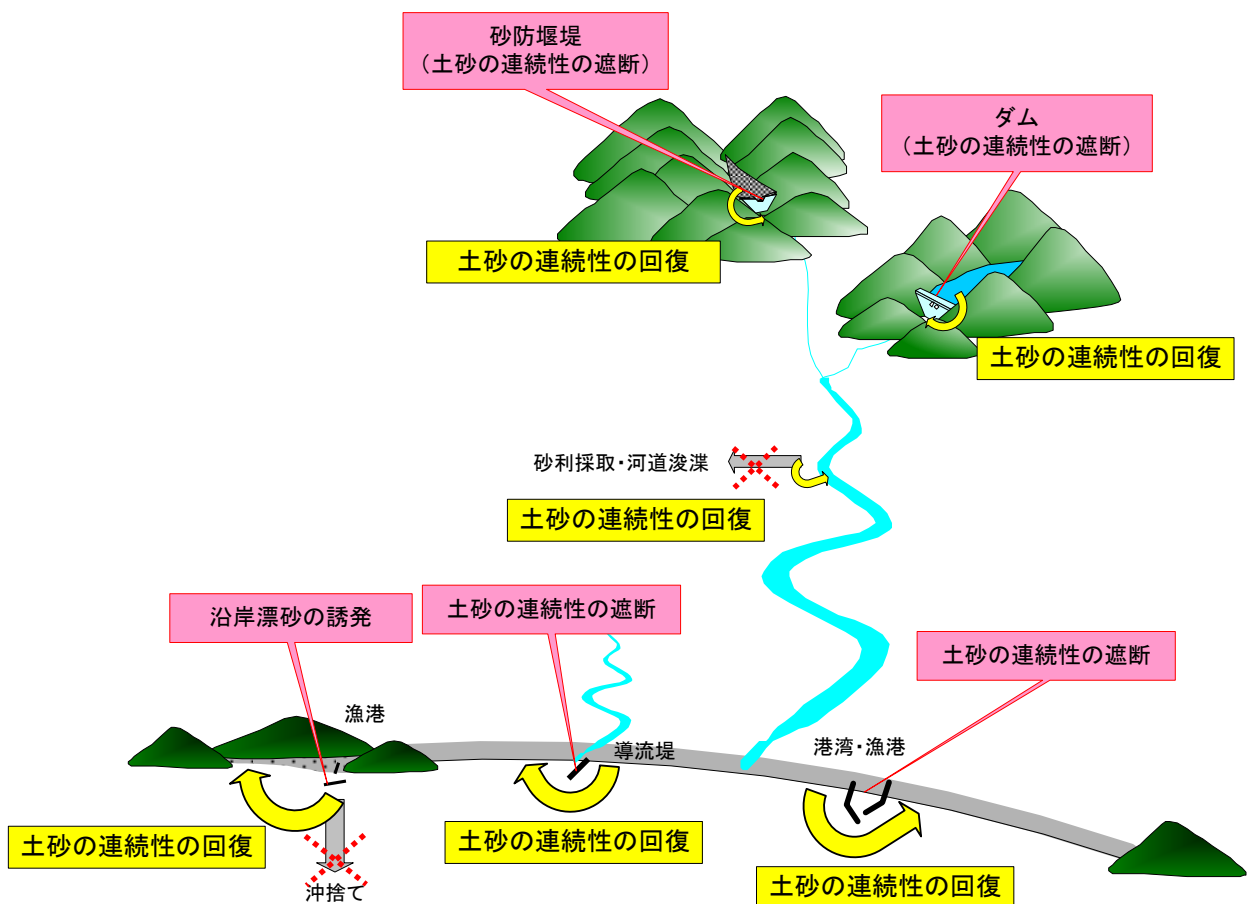 砂防堰堤
（土砂の連続性の遮断）
ダム
（土砂の連続性の遮断）
土砂の連続性の回復
土砂の連続性の回復
砂利採取・河道浚渫
土砂の連続性の回復
沿岸漂砂の誘発
土砂の連続性の遮断
土砂の連続性の遮断
漁港
導流堤
港湾・漁港
土砂の連続性の回復
土砂の連続性の回復
土砂の連続性の回復
沖捨て